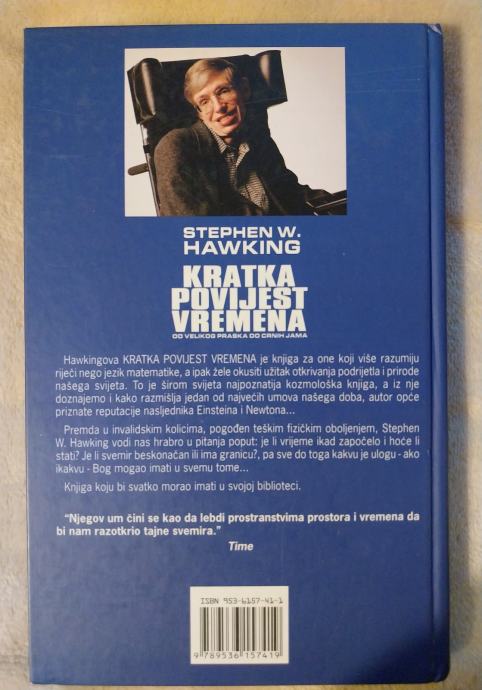 STEPHEN W.
HAWKING
KRATKA
POVIJEST
VREMENA
OD VELIKOG PRASKA DO CRNIH JAMA
Hawkingova KRATKA POVIJEST VREMENA je knjiga za one koji više razumiju
riječi nego jezik matematike, a ipak žele okusiti užitak otkrivanja podrijetla i prirode
našega svijeta. To je širom svijeta najpoznatija kozmološka knjiga, a iz nje
doznajemo i kako razmišlja jedan od najvećih umova našega doba, autor opće
priznate reputacije nasljednika Einsteina i Newtona...
Premda u invalidskim kolicima, pogođen teškim fizičkim oboljenjem, Stephen
W. Hawking vodi nas hrabro u pitanja poput: je li vrijeme ikad započelo i hoće li
stati? Je li svemir beskonačan ili ima granicu?, pa sve do toga kakvu je ulogu - ako
ikakvu - Bog mogao imati u svemu tome...
Knjiga koju bi svatko morao imati u svojoj biblioteci.
“Njegov um čini se kao da lebdi prostranstvima prostora i vremena da
bi nam razotkrio tajne svemira.”
Time
ISBN 953-6157-41-1
9 789536 157419